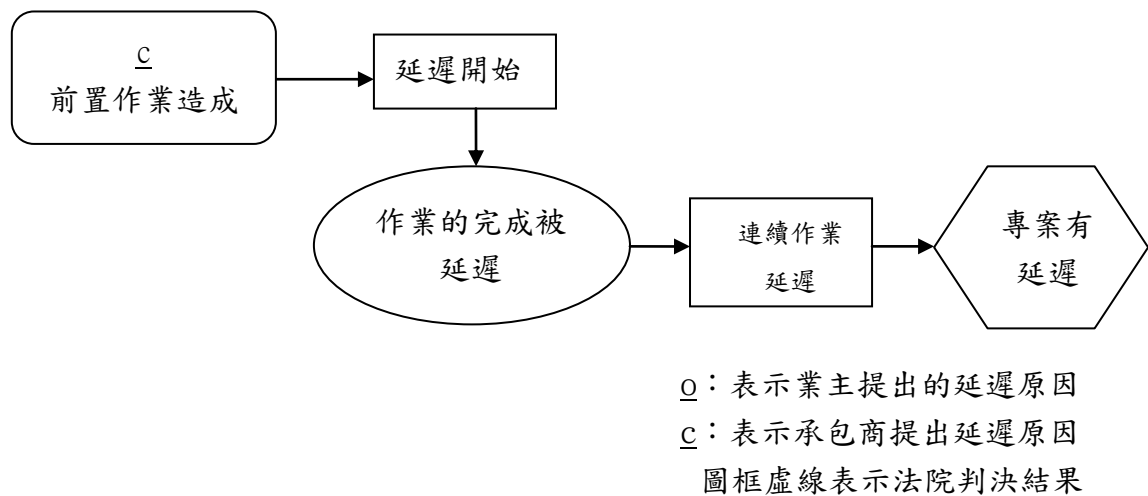 c
前置作業造成
延遲開始
作業的完成被
延遲
連續作業
延遲
專案有
延遲
o：表示業主提出的延遲原因
c：表示承包商提出延遲原因
圖框虛線表示法院判決結果